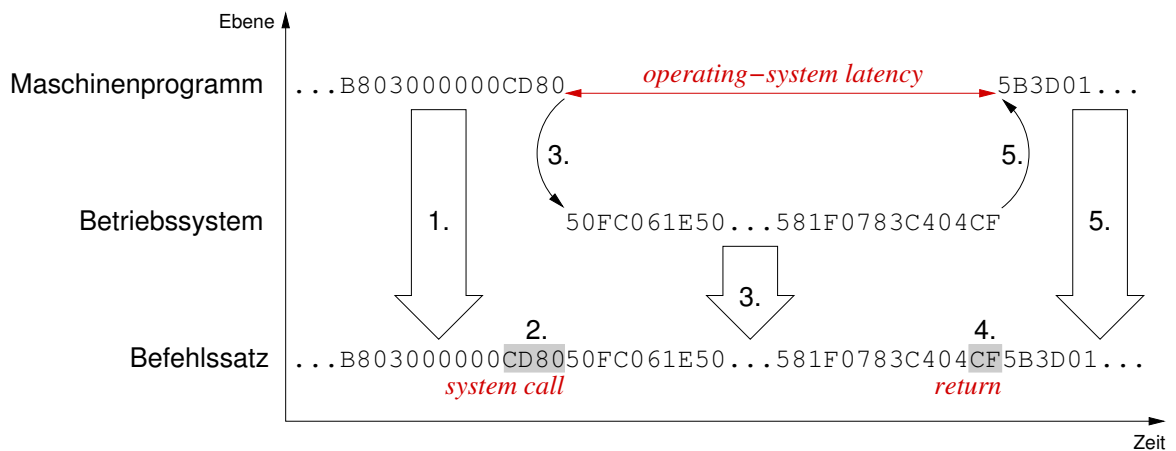 Ebene
Maschinenprogramm ...B803000000CD80 operating−system latency 5B3D01...
3. 5.
Betriebssystem 1. 50FC061E50...581F0783C404CF 5.
3.
2. 4.
Befehlssatz ...B803000000CD8050FC061E50...581F0783C404CF5B3D01...
system call return
Zeit